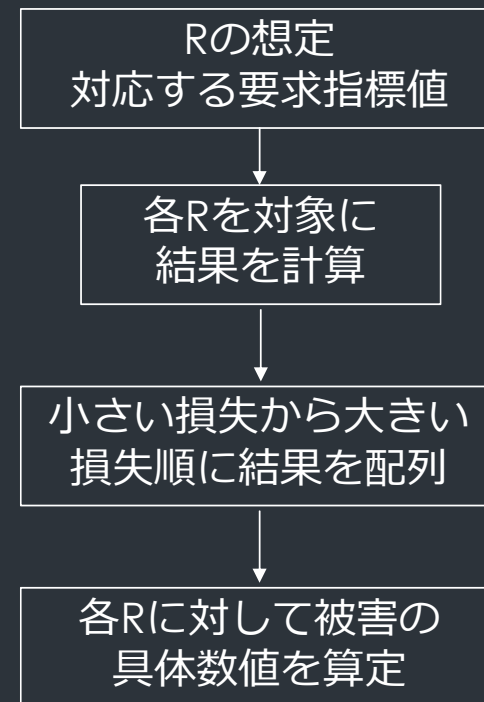 Rの想定
対応する要求指標値
各Rを対象に
結果を計算
小さい損失から大きい
損失順に結果を配列
各Rに対して被害の
具体数値を算定